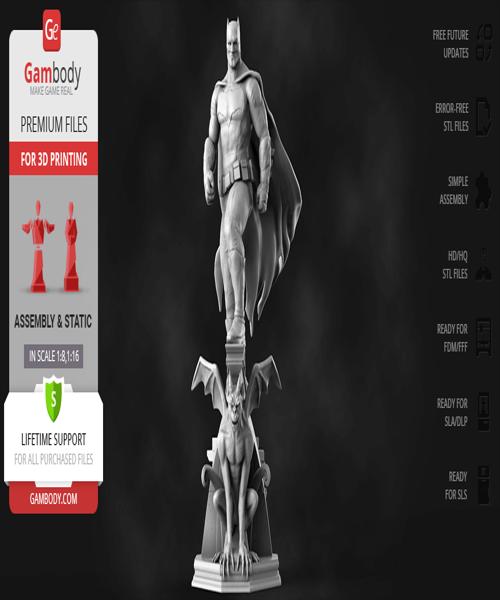 Ge
Gambody
MAKE GAME REAL
PREMIUM FILES
FOR 3D PRINTING
ASSEMBLY & STATIC
IN SCALE 1:8,1:16
S
LIFETIME SUPPORT
FOR ALL PURCHASED FILES
GAMBODY.COM
FREE FUTURE
UPDATES
ERROR-FREE
STL FILES
SIMPLE
ASSEMBLY
HD/HQ
STL FILES
READY FOR
FDM/FFF
READY FOR
SLA/DLP
READY
FOR SLS